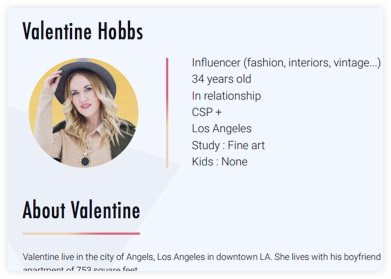 Valentine Hobbs
Influencer (fashion, interiors, vintage...)
34 years old
In relationship
CSP +
Los Angeles
Study : Fine art
Kids : None
About Valentine
Valentine live in the city of Angels, Los Angeles in downtown LA. She lives with his boyfriend
apartment of 753 square feet